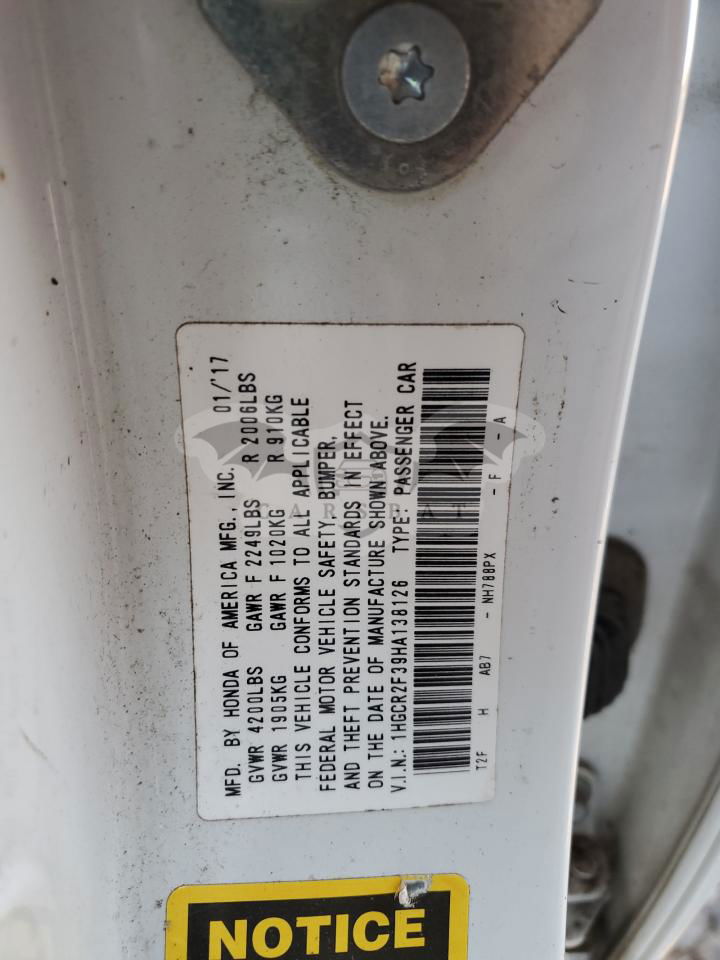 MFD. BY HONDA OF AMERICA MFG., INC. 01/'17
GVWR 4200LBS GAWR F 2249LBS R 2006LBS
GVWR 1905KG GAWR F 1020KG R 910KG
THIS VEHICLE CONFORMS TO ALL APPLICABLE
FEDERAL MOTOR VEHICLE SAFETY, BUMPER,
AND THEFT PREVENTION STANDARDS IN EFFECT
ON THE DATE OF MANUFACTURE SHOWN ABOVE.
V.I.N.: 1HGCR2F39HA138126 TYPE: PASSENGER CAR
T2F H AB7 - NH788PX - F - A
CARSBAT
NOTICE